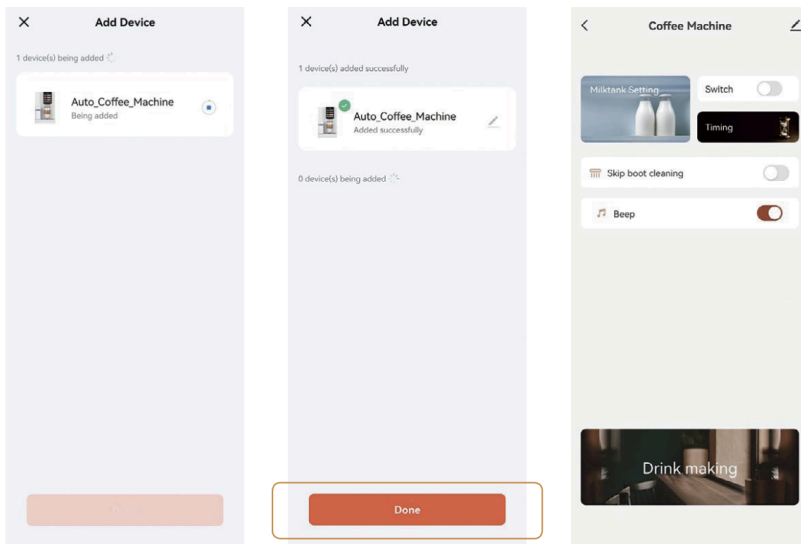 Add Device
1 device(s) being added
Auto_Coffee_Machine
Being added
Add Device
1 device(s) added successfully
Auto_Coffee_Machine
Added successfully
0 device(s) being added
Done
Coffee Machine
Milktank Setting
Switch
Timing
Skip boot cleaning
Beep
Drink making